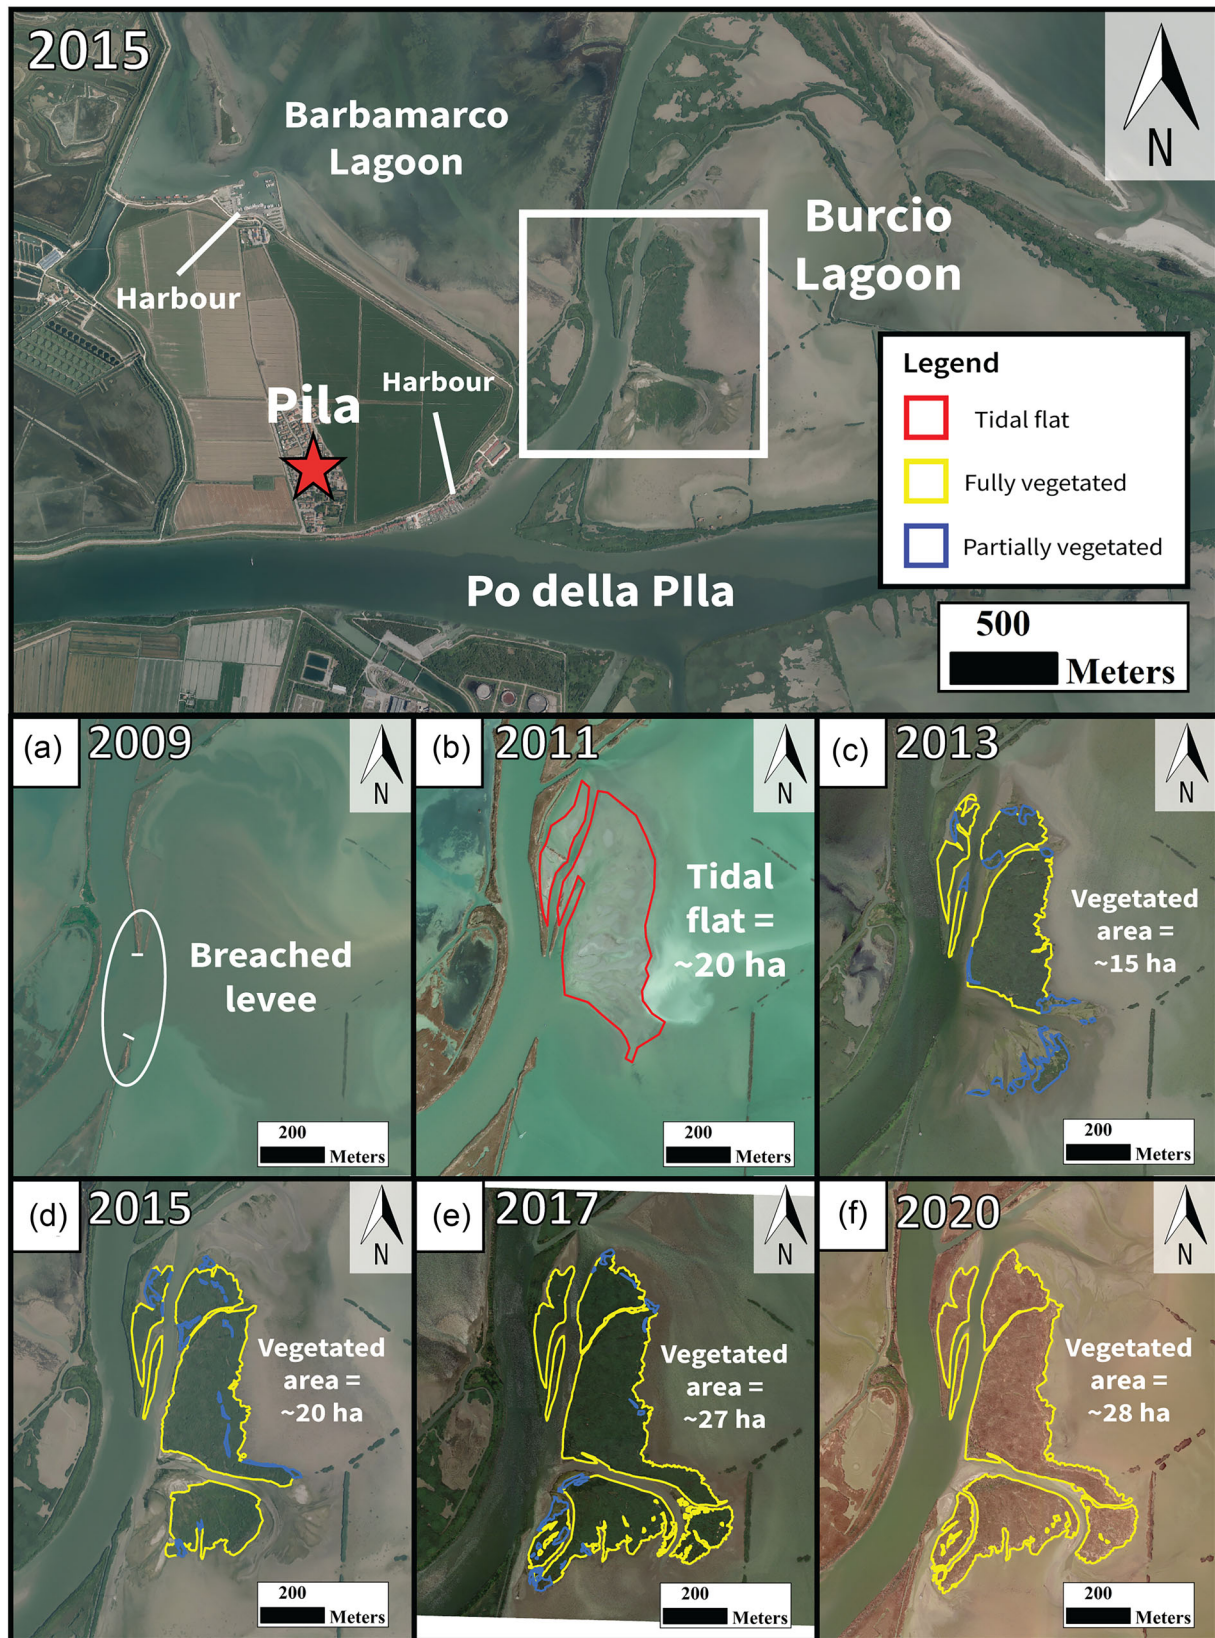 2015
N
Barbamarco
Lagoon
Burcio
Lagoon
Harbour
Harbour
Pila
Po della PIla
Legend
Tidal flat
Fully vegetated
Partially vegetated
500
Meters
(a)
2009
N
Breached
levee
200
Meters
(b)
2011
N
Tidal
flat =
~20 ha
200
Meters
(c)
2013
N
Vegetated
area =
~15 ha
200
Meters
(d)
2015
N
Vegetated
area =
~20 ha
200
Meters
(e)
2017
N
Vegetated
area =
~27 ha
200
Meters
(f)
2020
N
Vegetated
area =
~28 ha
200
Meters